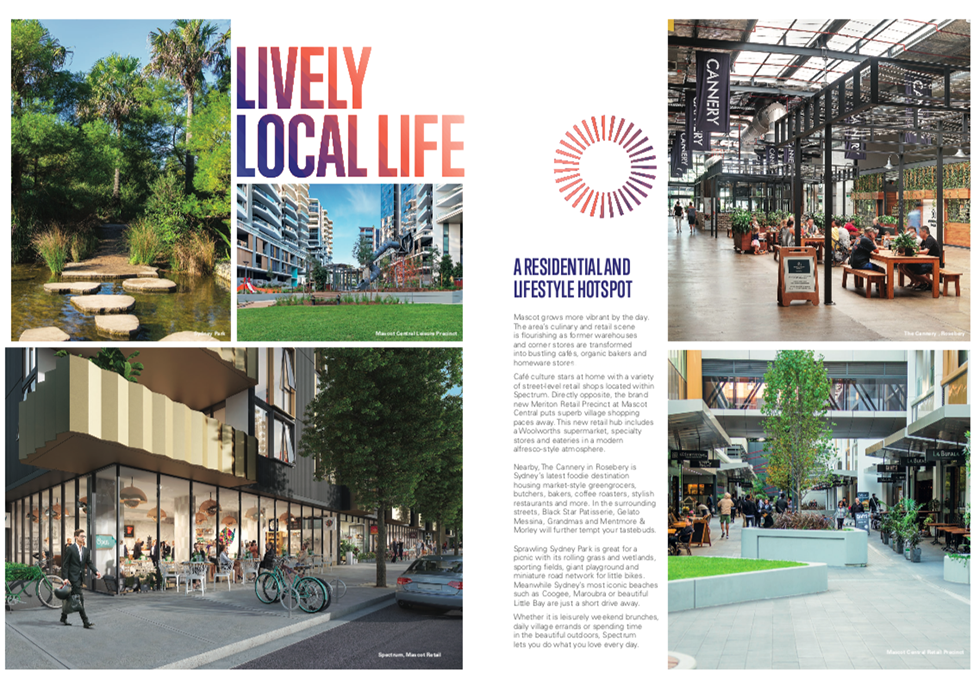 LIVELY
LOCAL LIFE
Sydney Park
Mascot Central Leisure Precinct
Spectrum, Mascot Retail
A RESIDENTIAL AND
LIFESTYLE HOTSPOT
Mascot grows more vibrant by the day.
The area's culinary and retail scene
is flourishing as former warehouses
and corner stores are transformed
into bustling cafés, organic bakers and
homeware stores.
Café culture stars at home with a variety
of street-level retail shops located within
Spectrum. Directly opposite, the brand
new Meriton Retail Precinct at Mascot
Central puts superb village shopping
paces away. This new retail hub includes
a Woolworths supermarket, specialty
stores and eateries in a modern
alfresco-style atmosphere.
Nearby, The Cannery in Rosebery is
Sydney's latest foodie destination
housing market-style greengrocers,
butchers, bakers, coffee roasters, stylish
restaurants and more. In the surrounding
streets, Black Star Patisserie, Gelato
Messina, Grandmas and Mentmore &
Morley will further tempt your tastebuds.
Sprawling Sydney Park is great for a
picnic with its rolling grass and wetlands,
sporting fields, giant playground and
miniature road network for little bikes.
Meanwhile Sydney's most iconic beaches
such as Coogee, Maroubra or beautiful
Little Bay are just a short drive away.
Whether it is leisurely weekend brunches,
daily village errands or spending time
in the beautiful outdoors, Spectrum
lets you do what you love every day.
CANNERY
CANNERY
The Cannery, Rosebery
Mascot Central Retail Precinct